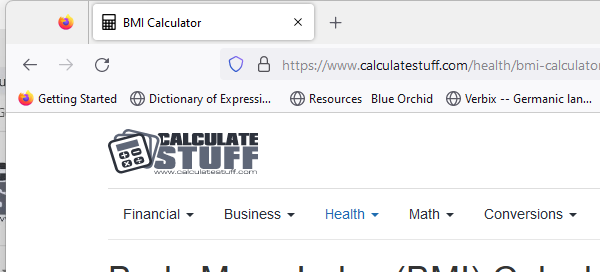 BMI Calculator
https://www.calculatestuff.com/health/bmi-calculator
Getting Started Dictionary of Expressi... Resources Blue Orchid Verbix -- Germanic lan...
CALCULATE
STUFF
www.calculatestuff.com
Financial Business Health Math Conversions